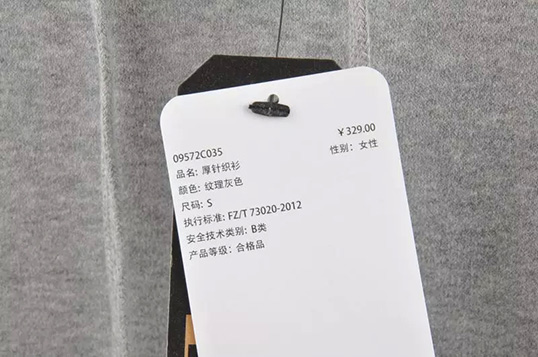 09572C035
¥329.00
品名: 厚针织衫
性别: 女性
颜色: 纹理灰色
尺码: S
执行标准: FZ/T 73020-2012
安全技术类别: B类
产品等级: 合格品